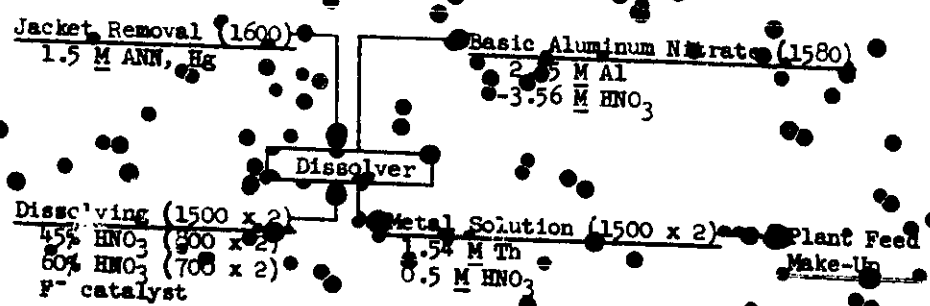 Jacket Removal (1600)
1.5 M ANN, Hg
Basic Aluminum Nitrate (1580)
M Al
-3.56 M HNO3
Dissolver
Dissolving (1500 x 2)
45% HNO3 (800 x 2)
60% HNO3 (700 x 2)
F- catalyst
Metal Solution (1500 x 2)
1.54 M Th
0.5 M HNO3
Plant Feed
Make-Up